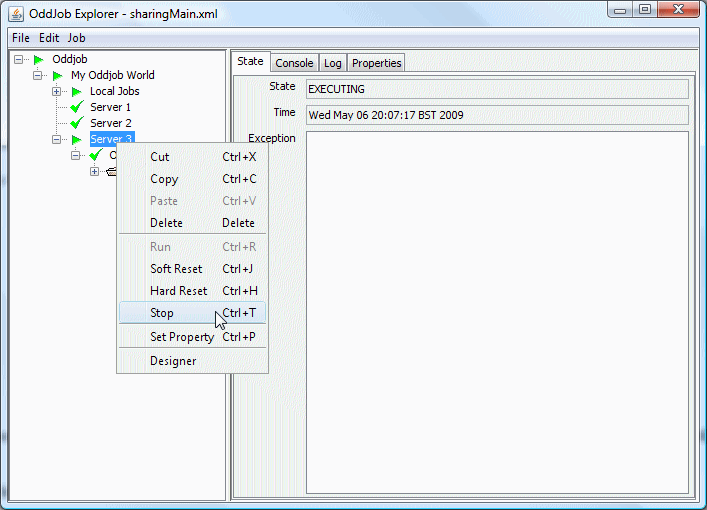 OddJob Explorer - sharingMain.xml
File Edit Job
Oddjob
My Oddjob World
Local Jobs
Server 1
Server 2
Server 3
O
Cut Ctrl+X
Copy Ctrl+C
Paste Ctrl+V
Delete Delete
Run Ctrl+R
Soft Reset Ctrl+J
Hard Reset Ctrl+H
Stop Ctrl+T
Set Property Ctrl+P
Designer
State Console Log Properties
State EXECUTING
Time Wed May 06 20:07:17 BST 2009
Exception